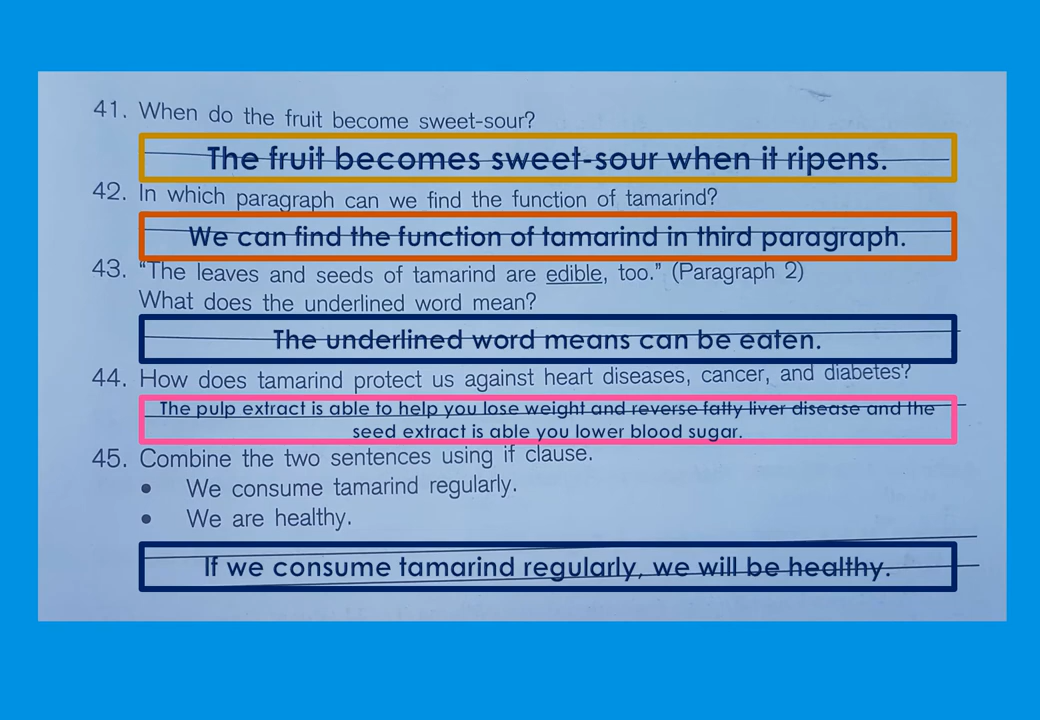 41. When do the fruit become sweet-sour?
The fruit becomes sweet-sour when it ripens.
42. In which paragraph can we find the function of tamarind?
We can find the function of tamarind in third paragraph.
43. “The leaves and seeds of tamarind are edible, too.” (Paragraph 2)
What does the underlined word mean?
The underlined word means can be eaten.
44. How does tamarind protect us against heart diseases, cancer, and diabetes?
The pulp extract is able to help you lose weight and reverse fatty liver disease and the
seed extract is able you lower blood sugar.
45. Combine the two sentences using if clause.
• We consume tamarind regularly.
• We are healthy.
If we consume tamarind regularly, we will be healthy.